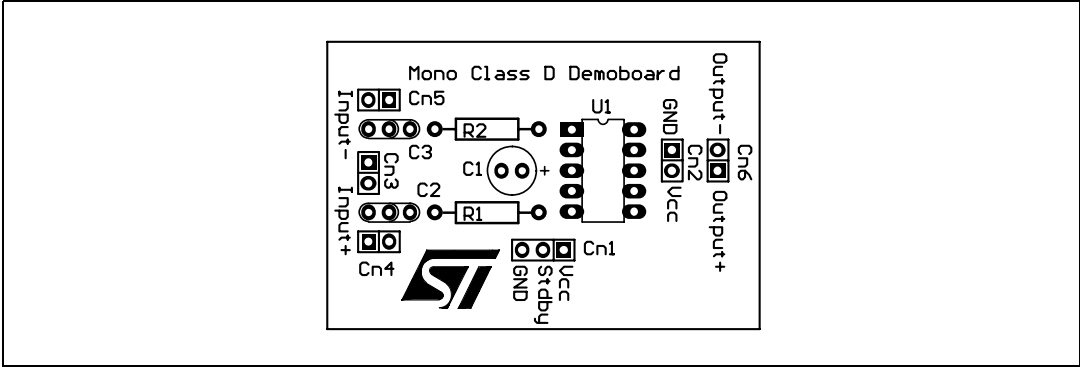 Mono Class D Demoboard
Cn5
Input-
R2
C3
U1
GND
Cn2
Vcc
Output-
Cn6
Output+
Cn3
C1
+
C2
Input+
R1
Cn4
ST
Cn1
GND
Stdby
Vcc